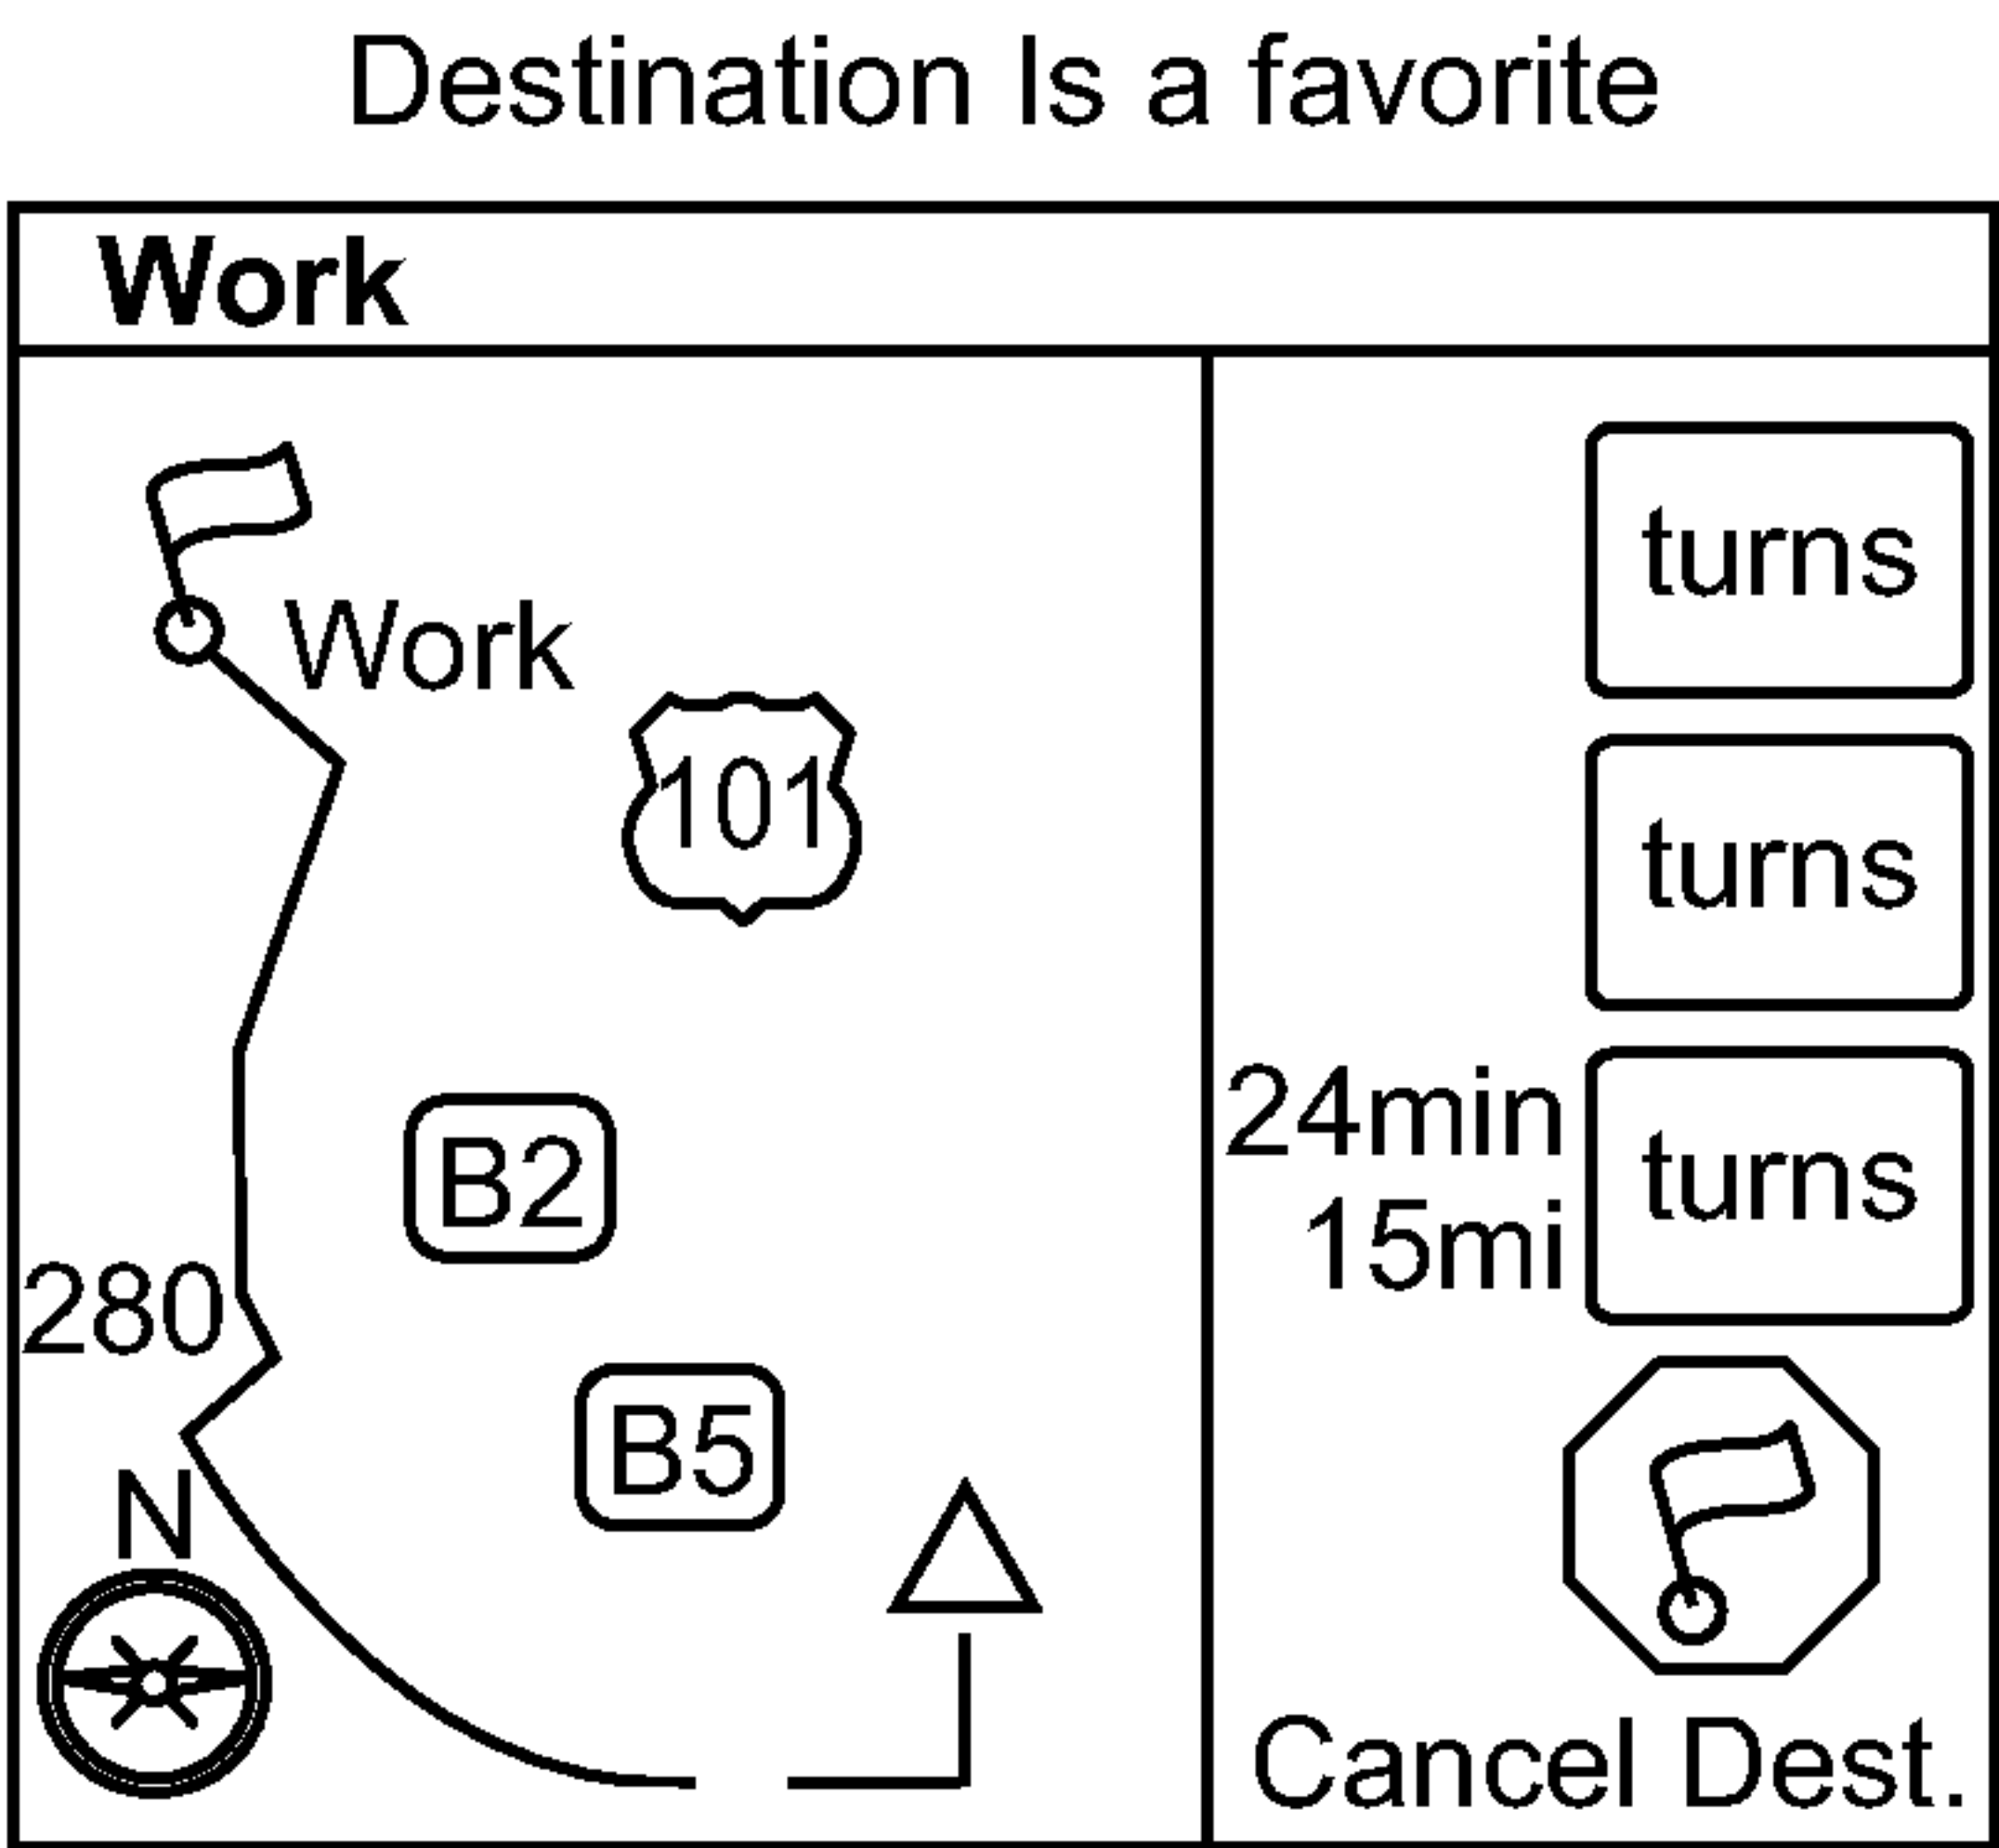 Destination Is a favorite
Work
Work
101
B2
280
B5
N
turns
turns
24min
15mi
turns
Cancel Dest.